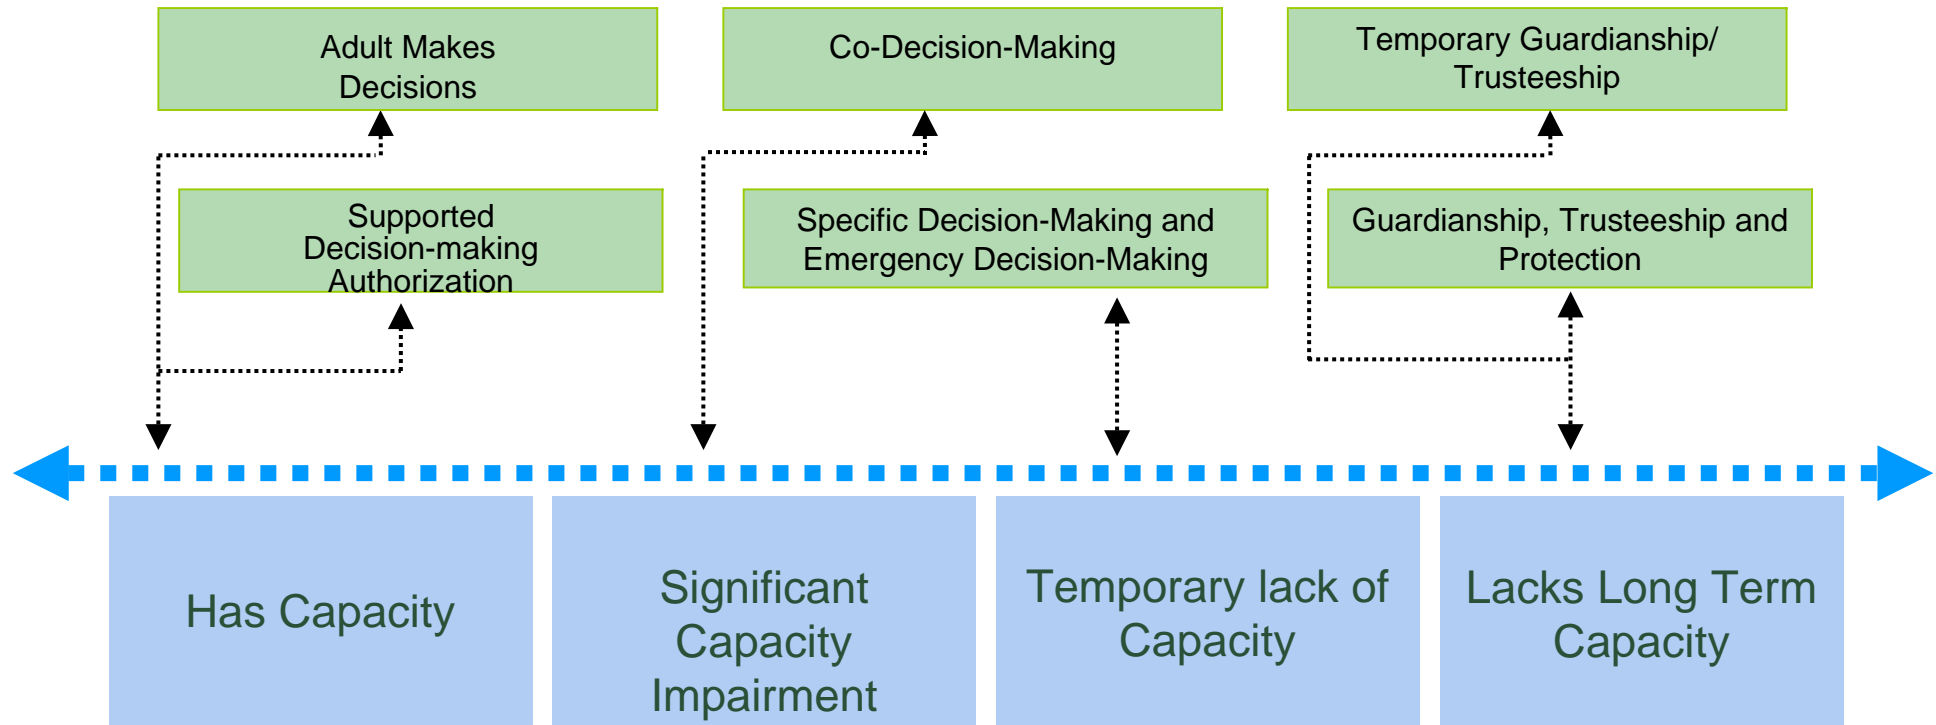 Adult Makes
Decisions
Co-Decision-Making
Temporary Guardianship/
Trusteeship
Supported
Decision-making
Authorization
Specific Decision-Making and
Emergency Decision-Making
Guardianship, Trusteeship and
Protection
Has Capacity
Significant
Capacity
Impairment
Temporary lack of
Capacity
Lacks Long Term
Capacity